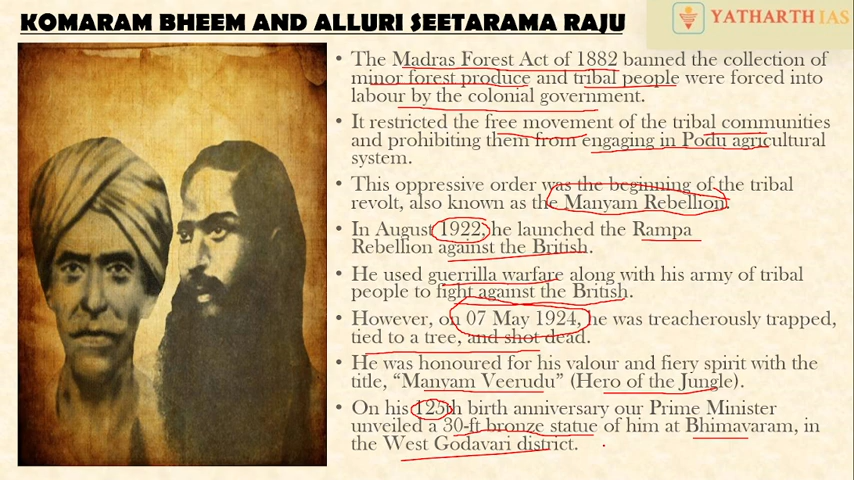 KOMARAM BHEEM AND ALLURI SEETARAMA RAJU
YATHARTH IAS
• The Madras Forest Act of 1882 banned the collection of
minor forest produce and tribal people were forced into
labour by the colonial government.
• It restricted the free movement of the tribal communities
and prohibiting them from engaging in Podu agricultural
system.
• This oppressive order was the beginning of the tribal
revolt, also known as the Manyam Rebellion.
• In August 1922, he launched the Rampa
Rebellion against the British.
• He used guerrilla warfare along with his army of tribal
people to fight against the British.
• However, on 07 May 1924, he was treacherously trapped,
tied to a tree, and shot dead.
• He was honoured for his valour and fiery spirit with the
title, “Manyam Veerudu” (Hero of the Jungle).
• On his 125th birth anniversary our Prime Minister
unveiled a 30-ft bronze statue of him at Bhimavaram, in
the West Godavari district.